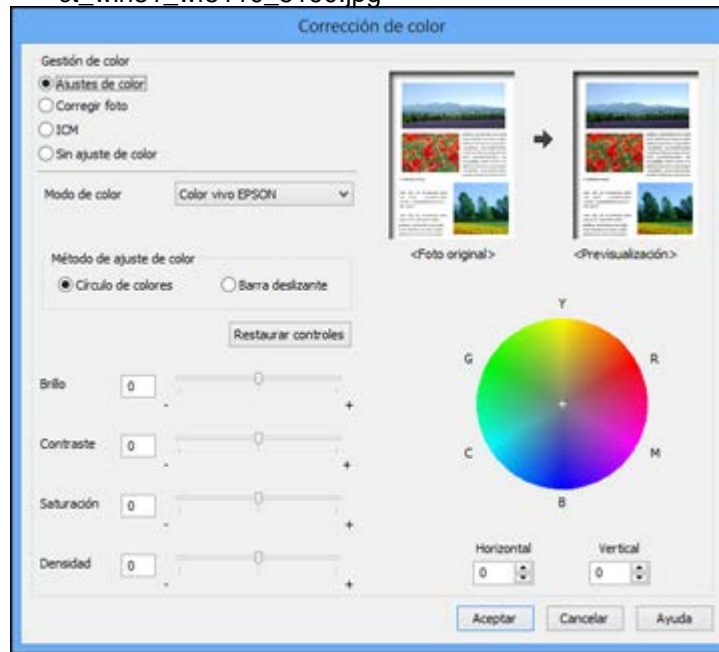 Corrección de color
Gestión de color
Ajustes de color
Corregir foto
ICM
Sin ajuste de color
Modo de color Color vivo EPSON
Método de ajuste de color
Círculo de colores Barra deslizante
Restaurar controles
Brillo 0
- +
Contraste 0
- +
Saturación 0
- +
Densidad 0
- +
<Foto original> <Previsualización>
Y
G R
C M
B
Horizontal Vertical
0 0
Aceptar Cancelar Ayuda